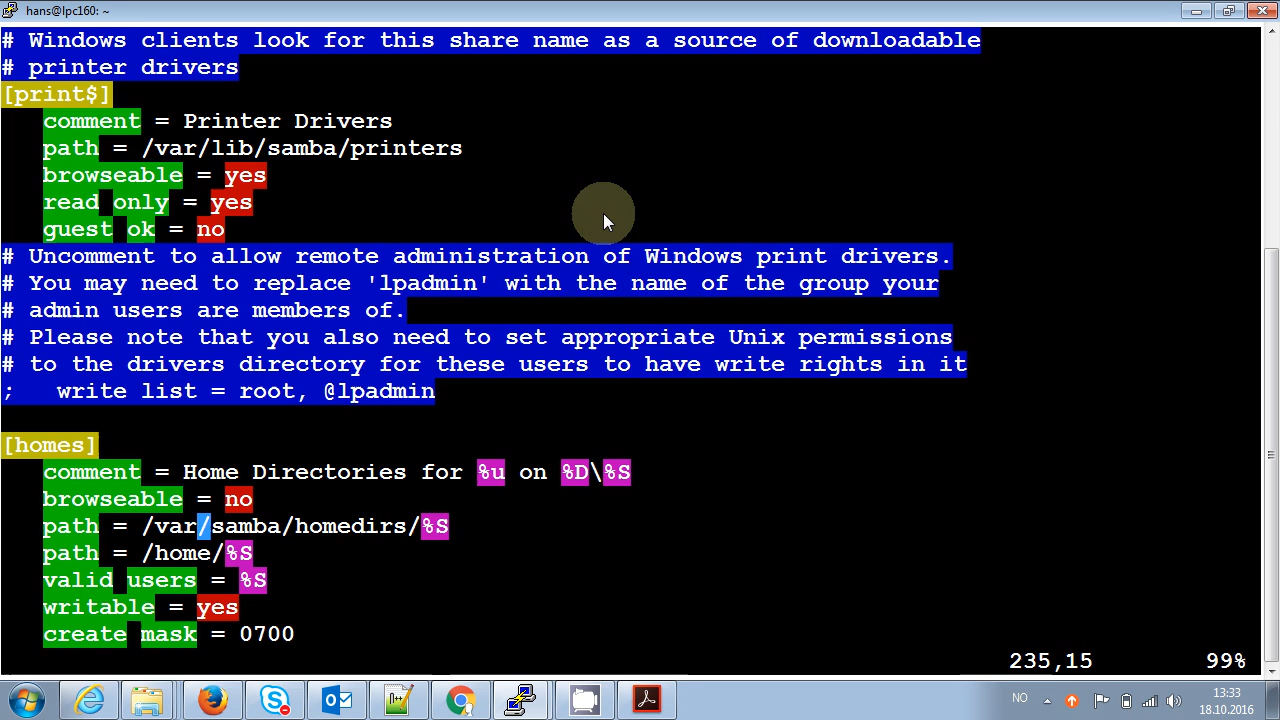 hans@lpc160: ~
# Windows clients look for this share name as a source of downloadable
# printer drivers
[print$]
   comment = Printer Drivers
   path = /var/lib/samba/printers
   browseable = yes
   read only = yes
   guest ok = no
# Uncomment to allow remote administration of Windows print drivers.
# You may need to replace 'lpadmin' with the name of the group your
# admin users are members of.
# Please note that you also need to set appropriate Unix permissions
# to the drivers directory for these users to have write rights in it
;   write list = root, @lpadmin
[homes]
   comment = Home Directories for %u on %D\%S
   browseable = no
   path = /var/samba/homedirs/%S
   path = /home/%S
   valid users = %S
   writable = yes
   create mask = 0700
235,15 99%
NO
13:33
18.10.2016